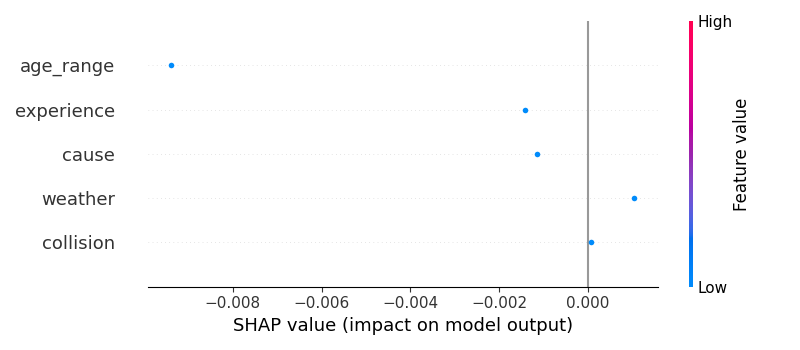 High
age_range
experience
cause
weather
collision
Feature value
Low
−0.008 −0.006 −0.004 −0.002 0.000
SHAP value (impact on model output)